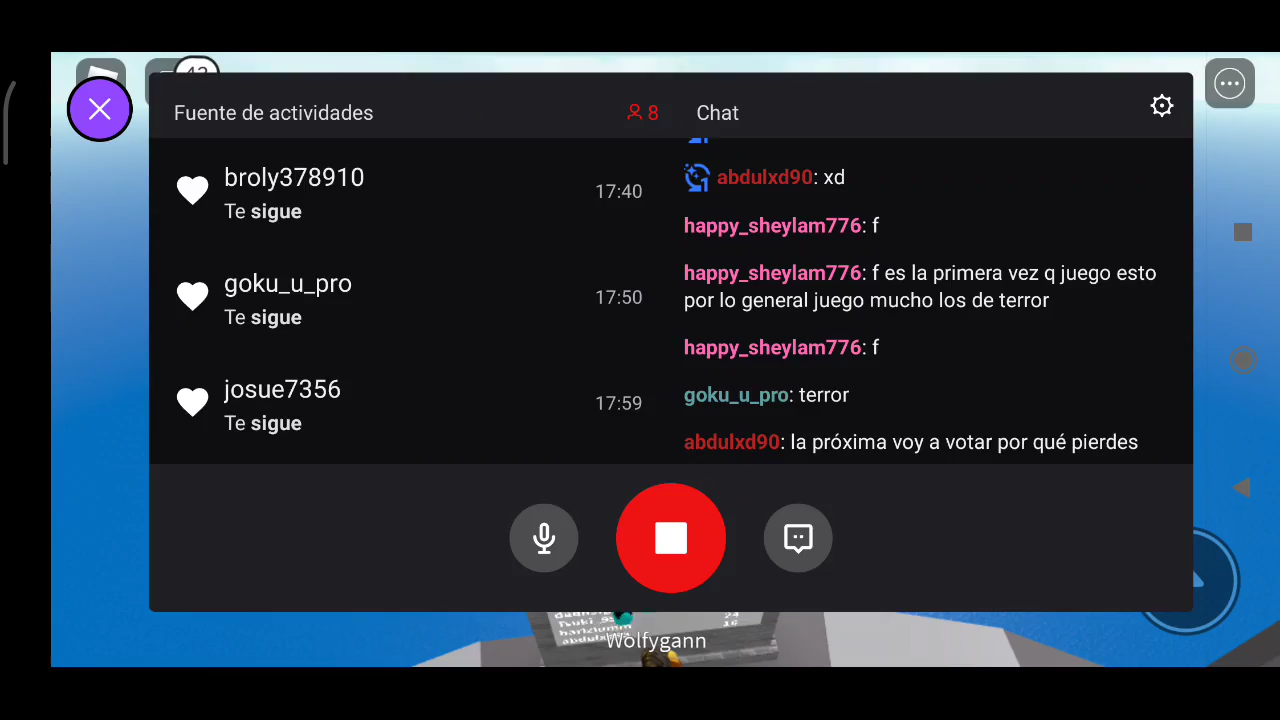 Fuente de actividades
8
Chat
broly378910
Te sigue
17:40
goku_u_pro
Te sigue
17:50
josue7356
Te sigue
17:59
abdulxd90: xd
happy_sheylam776: f
happy_sheylam776: f es la primera vez q juego esto
por lo general juego mucho los de terror
happy_sheylam776: f
goku_u_pro: terror
abdulxd90: la próxima voy a votar por qué pierdes
Wolfygann